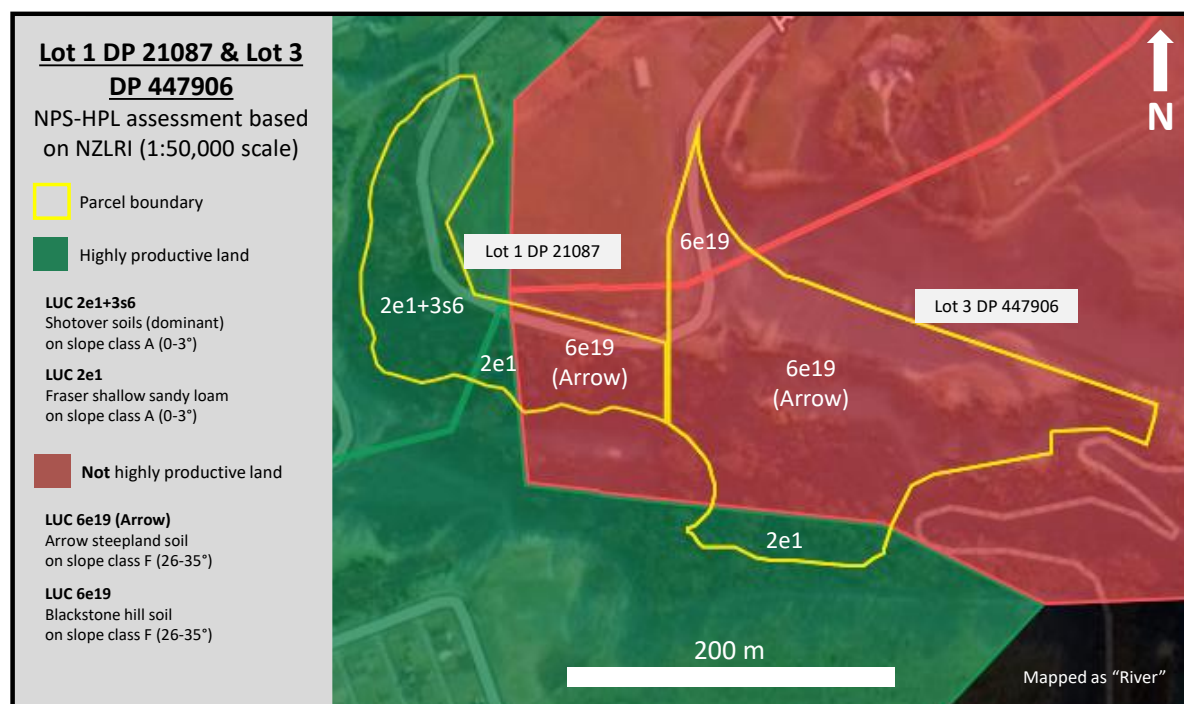 Lot 1 DP 21087 & Lot 3
DP 447906
NPS-HPL assessment based
on NZLRI (1:50,000 scale)
Parcel boundary
Highly productive land
LUC 2e1+3s6
Shotover soils (dominant)
on slope class A (0-3°)
LUC 2e1
Fraser shallow sandy loam
on slope class A (0-3°)
Not highly productive land
LUC 6e19 (Arrow)
Arrow steepland soil
on slope class F (26-35°)
LUC 6e19
Blackstone hill soil
on slope class F (26-35°)
N
6e19
Lot 1 DP 21087
2e1+3s6
Lot 3 DP 447906
2e1
6e19
(Arrow)
6e19
(Arrow)
2e1
200 m
Mapped as “River”